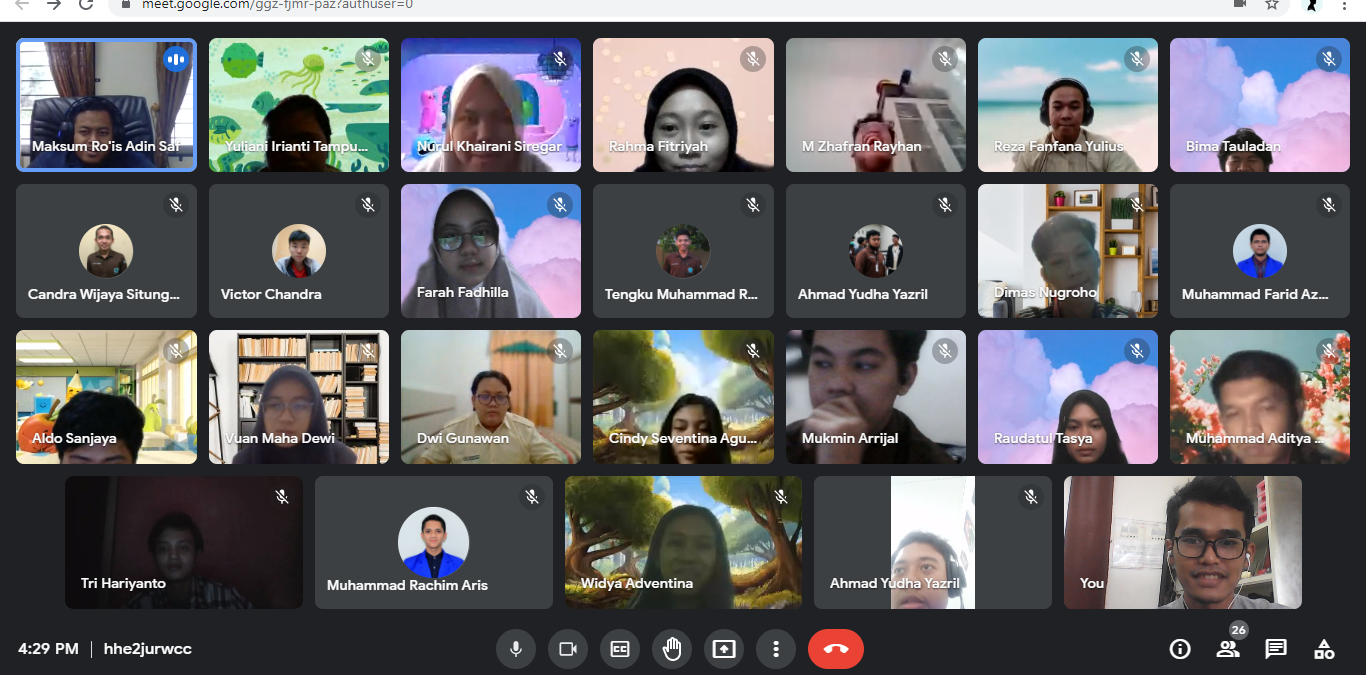 meet.google.com/ggz-fjmr-paz?authuser=0
Maksum Ro'is Adin Saf
Yuliani Irianti Tampu...
Nurul Khairani Siregar
Rahma Fitriyah
M Zhafran Rayhan
Reza Fanfana Yulius
Bima Tauladan
Candra Wijaya Situng...
Victor Chandra
Farah Fadhilla
Tengku Muhammad R...
Ahmad Yudha Yazril
Dimas Nugroho
Muhammad Farid Az...
Aldo Sanjaya
Vuan Maha Dewi
Dwi Gunawan
Cindy Seventina Agu...
Mukmin Arrijal
Raudatul Tasya
Muhammad Aditya ...
Tri Hariyanto
Muhammad Rachim Aris
Widya Adventina
Ahmad Yudha Yazril
You
4:29 PM | hhe2jurwcc
26